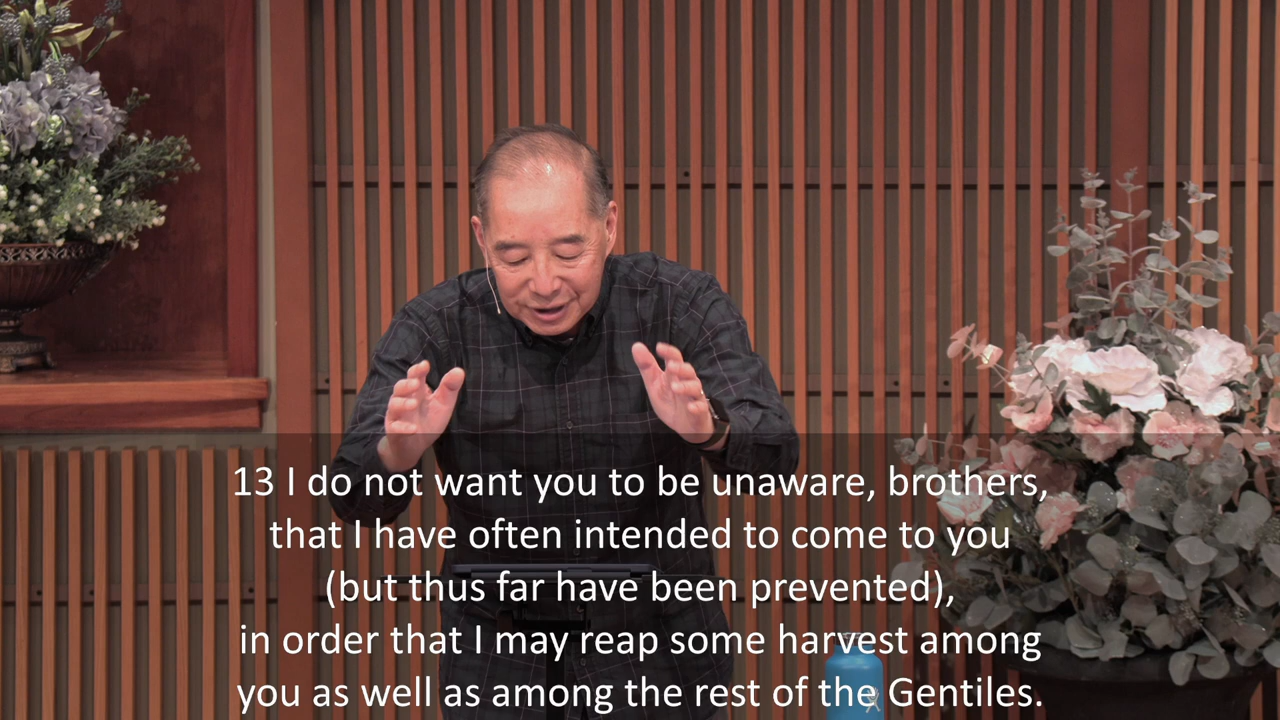 13 I do not want you to be unaware, brothers,
that I have often intended to come to you
(but thus far have been prevented),
in order that I may reap some harvest among
you as well as among the rest of the Gentiles.